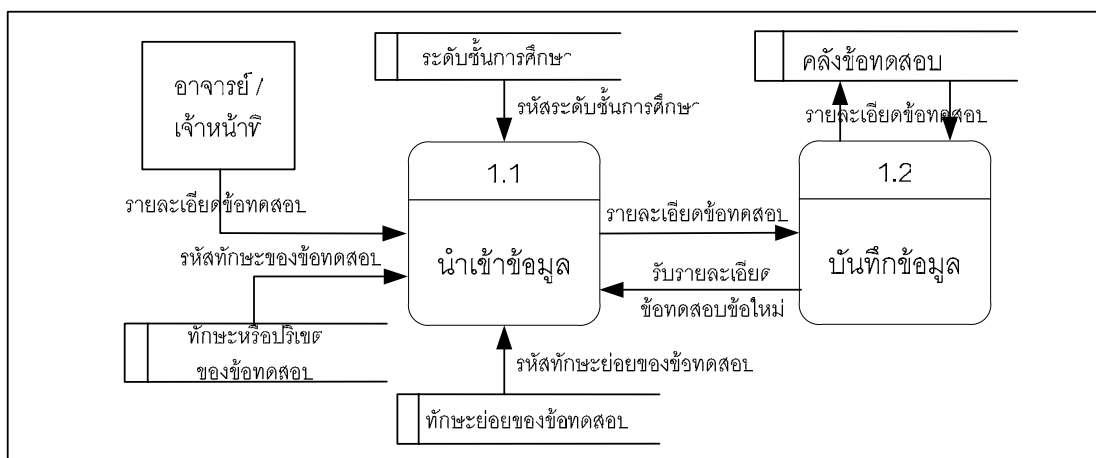 อาจารย์ /
เจ้าหน้าที่
ระดับชั้นการศึกษา
คลังข้อทดสอบ
รหัสระดับชั้นการศึกษา
รายละเอียดข้อทดสอบ
1.1
นำเข้าข้อมูล
1.2
บันทึกข้อมูล
รายละเอียดข้อทดสอบ
รายละเอียดข้อทดสอบ
รหัสทักษะของข้อทดสอบ
รับรายละเอียด
ข้อทดสอบข้อใหม่
ทักษะหรือปริเขต
ของข้อทดสอบ
รหัสทักษะย่อยของข้อทดสอบ
ทักษะย่อยของข้อทดสอบ